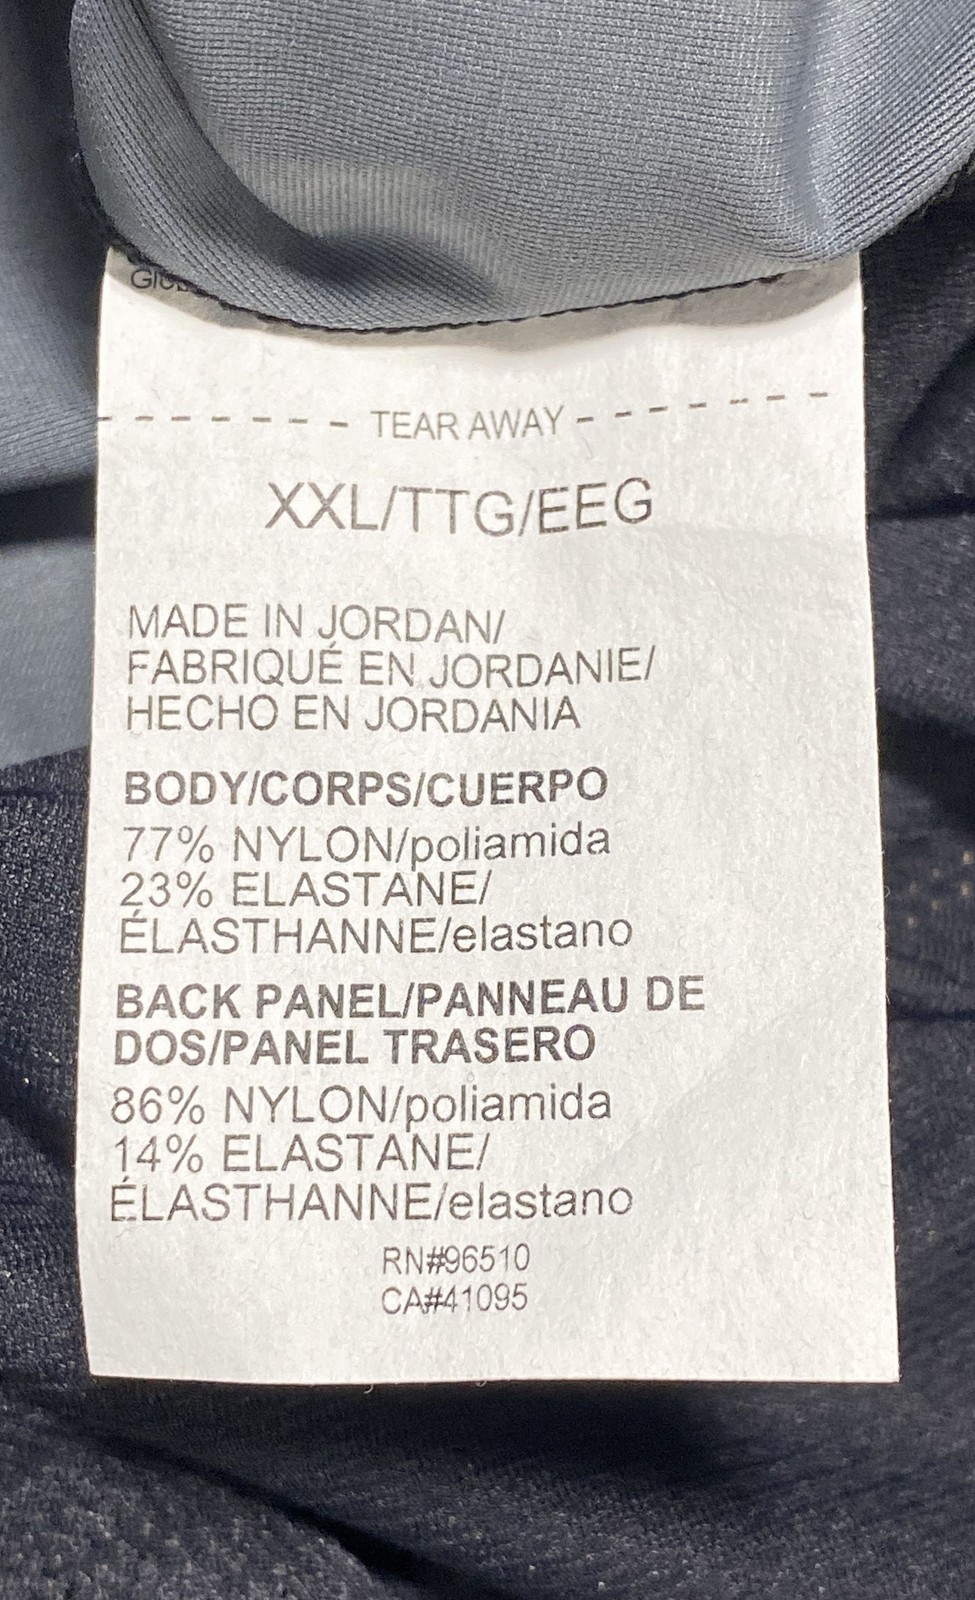 TEAR AWAY
XXL/TTG/EEG
MADE IN JORDAN/
FABRIQUÉ EN JORDANIE/
HECHO EN JORDANIA
BODY/CORPS/CUERPO
77% NYLON/poliamida
23% ELASTANE/
ÉLASTHANNE/elastano
BACK PANEL/PANNEAU DE
DOS/PANEL TRASERO
86% NYLON/poliamida
14% ELASTANE/
ÉLASTHANNE/elastano
RN#96510
CA#41095